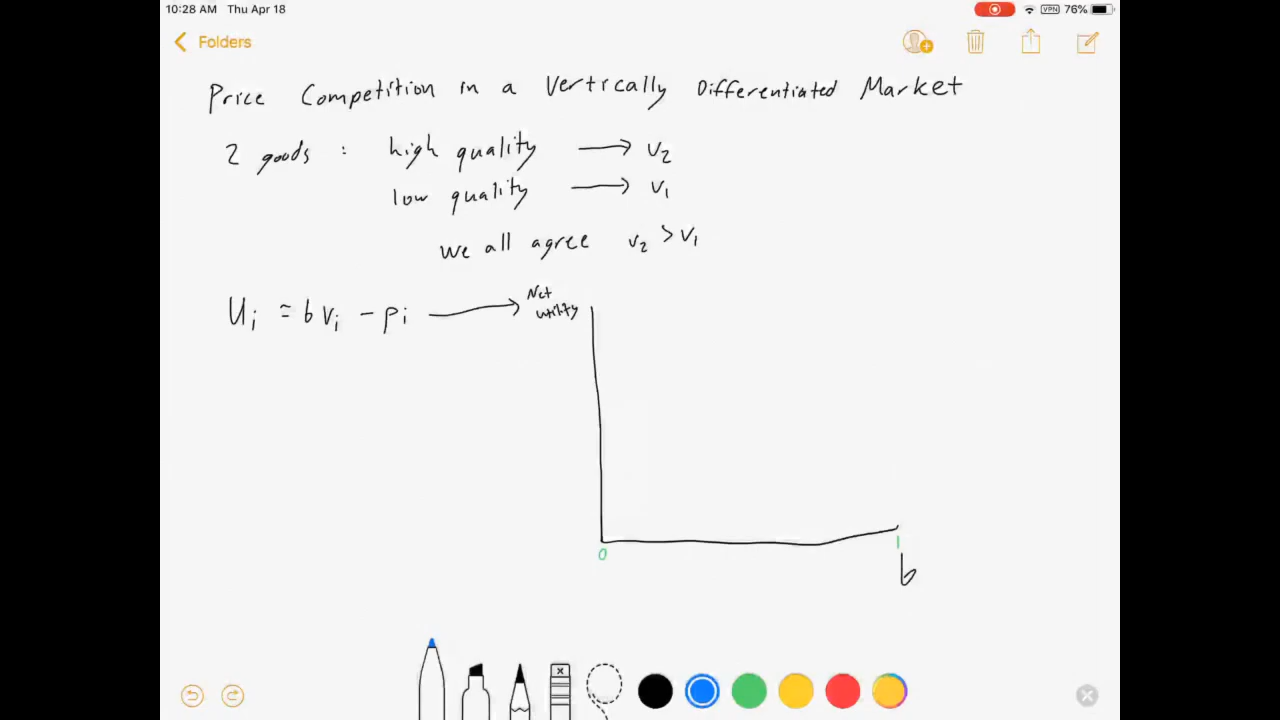 10:28 AM Thu Apr 18
VPN 76%
Folders
Price Competition in a Vertically Differentiated Market
2 goods : high quality → v₂
low quality → v₁
we all agree v₂ > v₁
Net
utility
Uᵢ = bvᵢ − pᵢ →
0
1
b